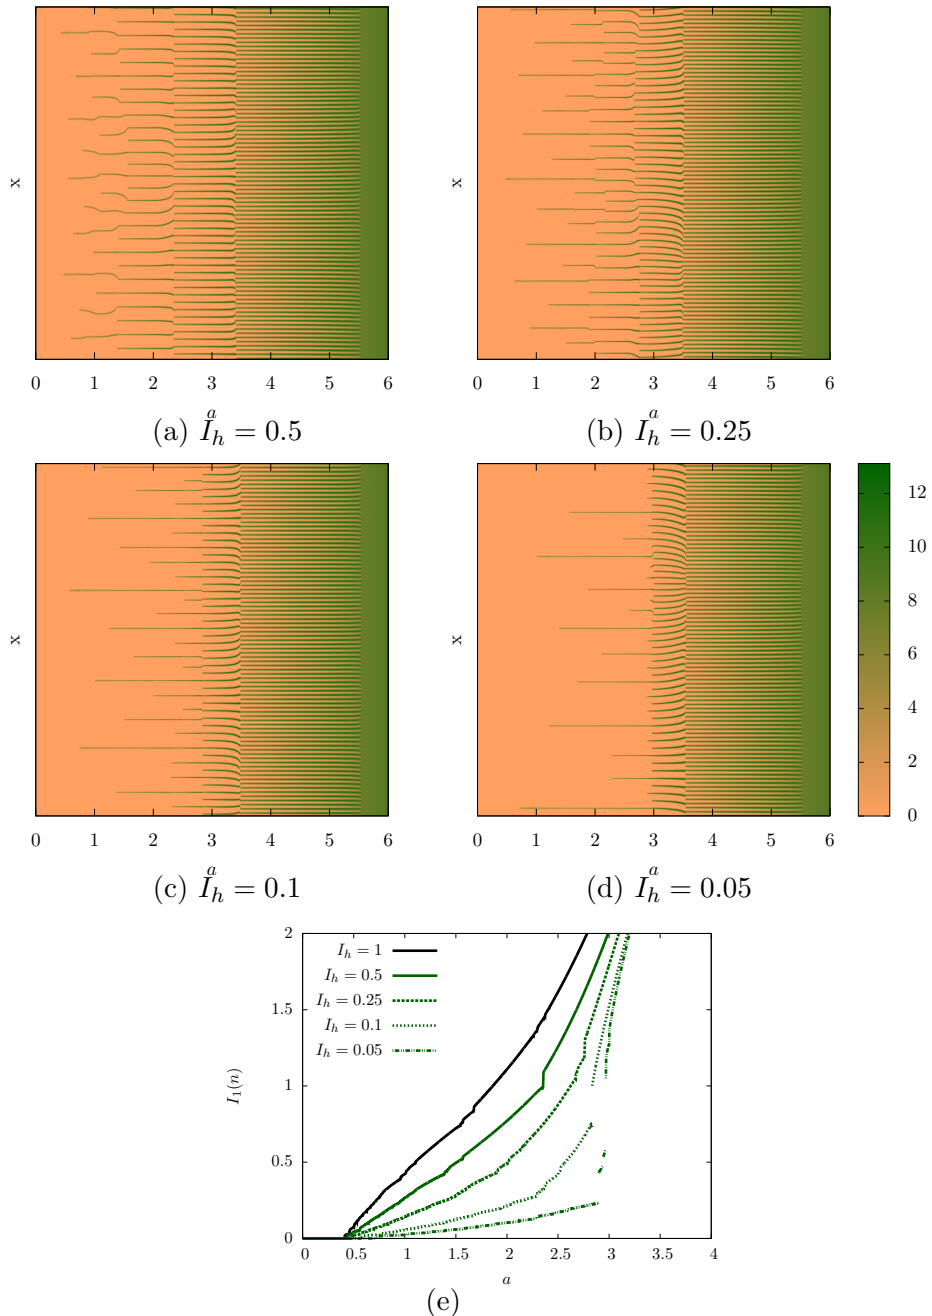 x
x
0 1 2 3 4 5 6
0 1 2 3 4 5 6
a
a
(a) I_h = 0.5
(b) I_h = 0.25
x
x
12
10
8
6
4
2
0
0 1 2 3 4 5 6
0 1 2 3 4 5 6
a
a
(c) I_h = 0.1
(d) I_h = 0.05
2
1.5
1
0.5
0
I_1(n)
I_h = 1
I_h = 0.5
I_h = 0.25
I_h = 0.1
I_h = 0.05
0 0.5 1 1.5 2 2.5 3 3.5 4
a
(e)